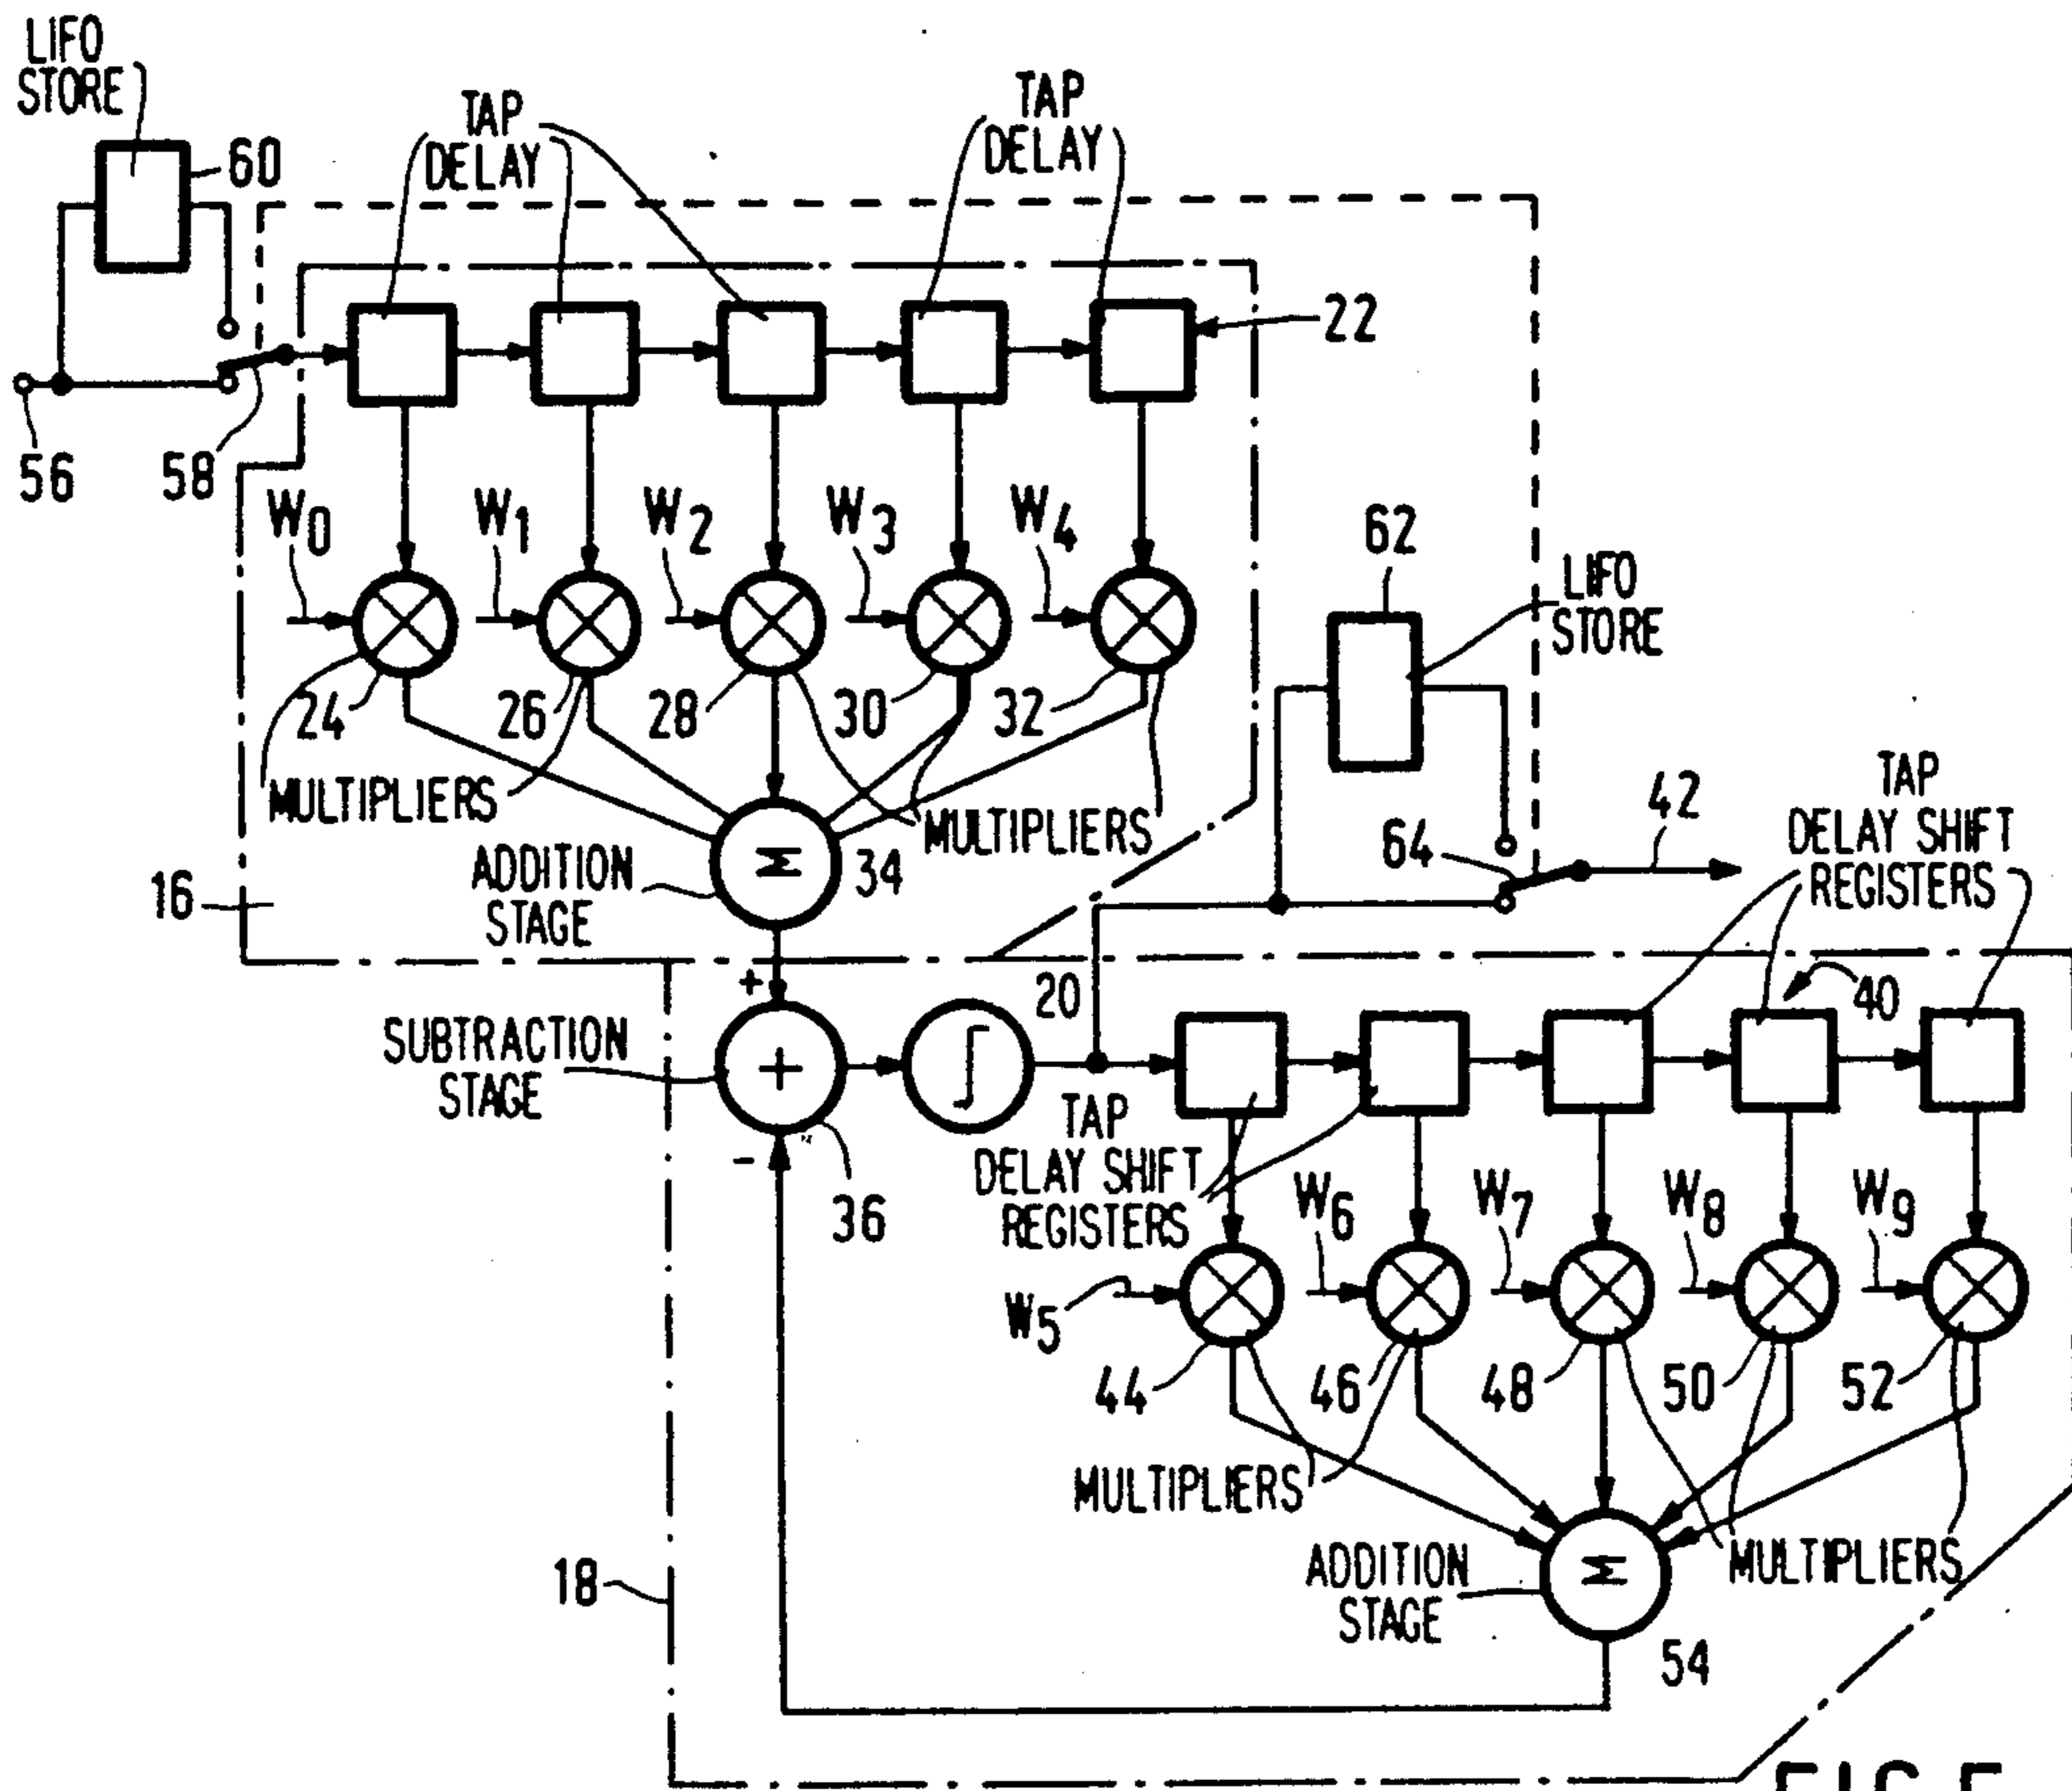 LIFO
STORE
60
TAP
DELAY
TAP
DELAY
22
56
58
W0
W1
W2
W3
W4
62
LIFO
STORE
24
26
28
30
32
MULTIPLIERS
MULTIPLIERS
ADDITION
STAGE
Σ
34
16
64
42
TAP
DELAY SHIFT
REGISTERS
+
20
40
SUBTRACTION
STAGE
+
∫
-
36
TAP
DELAY SHIFT
REGISTERS
W5
W6
W7
W8
W9
44
46
48
50
52
MULTIPLIERS
MULTIPLIERS
ADDITION
STAGE
Σ
54
18